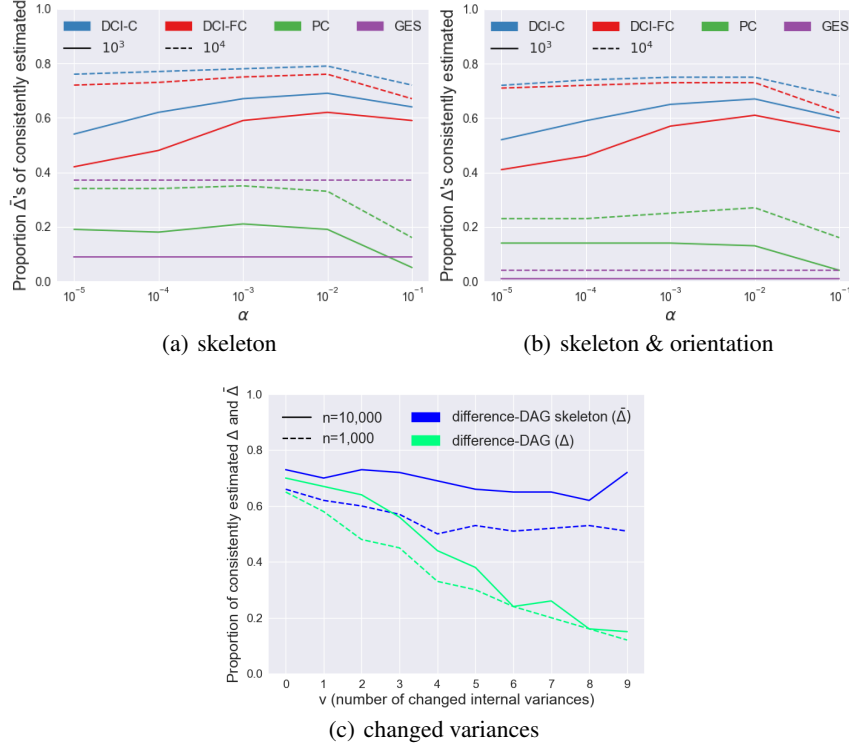 DCI-C DCI-FC PC GES
10³ 10⁴
Proportion Δ̄'s of consistently estimated
1.0
0.8
0.6
0.4
0.2
0.0
10⁻⁵ 10⁻⁴ 10⁻³ 10⁻² 10⁻¹
α
(a) skeleton
DCI-C DCI-FC PC GES
10³ 10⁴
Proportion Δ's consistently estimated
1.0
0.8
0.6
0.4
0.2
0.0
10⁻⁵ 10⁻⁴ 10⁻³ 10⁻² 10⁻¹
α
(b) skeleton & orientation
n=10,000 difference-DAG skeleton (Δ̄)
n=1,000 difference-DAG (Δ)
Proportion of consistently estimated Δ and Δ̄
1.0
0.8
0.6
0.4
0.2
0.0
0 1 2 3 4 5 6 7 8 9
v (number of changed internal variances)
(c) changed variances